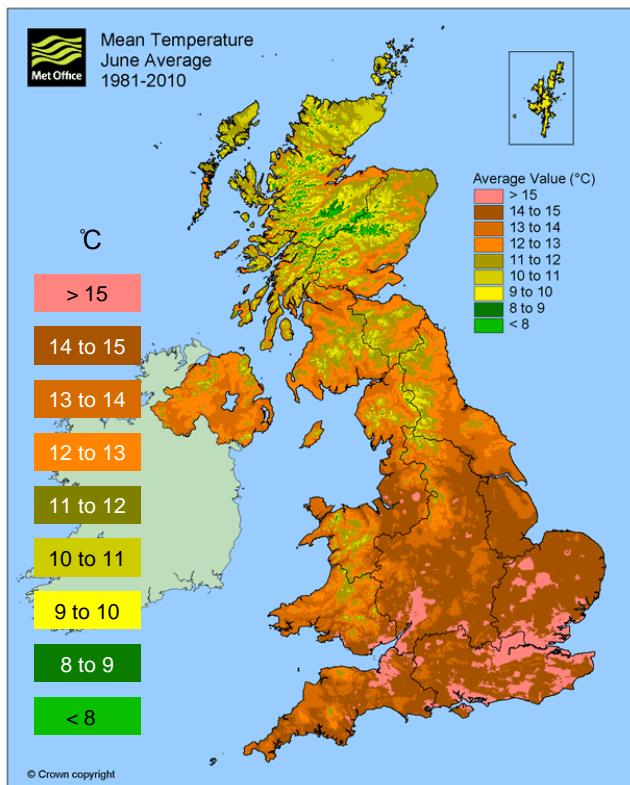 Met Office
Mean Temperature
June Average
1981-2010
Average Value (°C)
> 15
14 to 15
13 to 14
12 to 13
11 to 12
10 to 11
9 to 10
8 to 9
< 8
°C
> 15
14 to 15
13 to 14
12 to 13
11 to 12
10 to 11
9 to 10
8 to 9
< 8
© Crown copyright